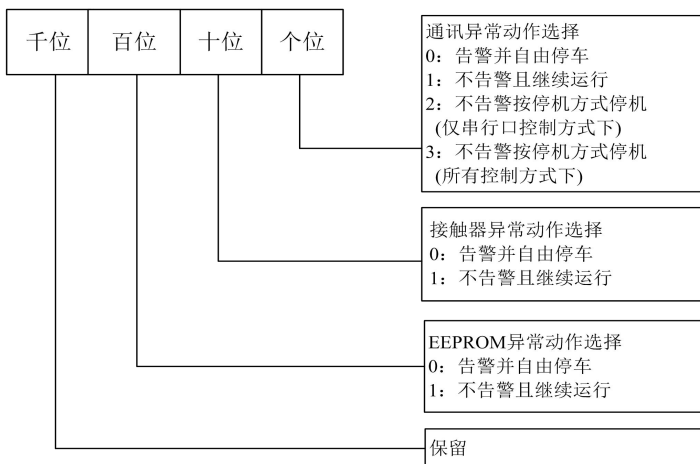 千位 百位 十位 个位
通讯异常动作选择
0：告警并自由停车
1：不告警且继续运行
2：不告警按停机方式停机
(仅串行口控制方式下)
3：不告警按停机方式停机
(所有控制方式下)
接触器异常动作选择
0：告警并自由停车
1：不告警且继续运行
EEPROM异常动作选择
0：告警并自由停车
1：不告警且继续运行
保留